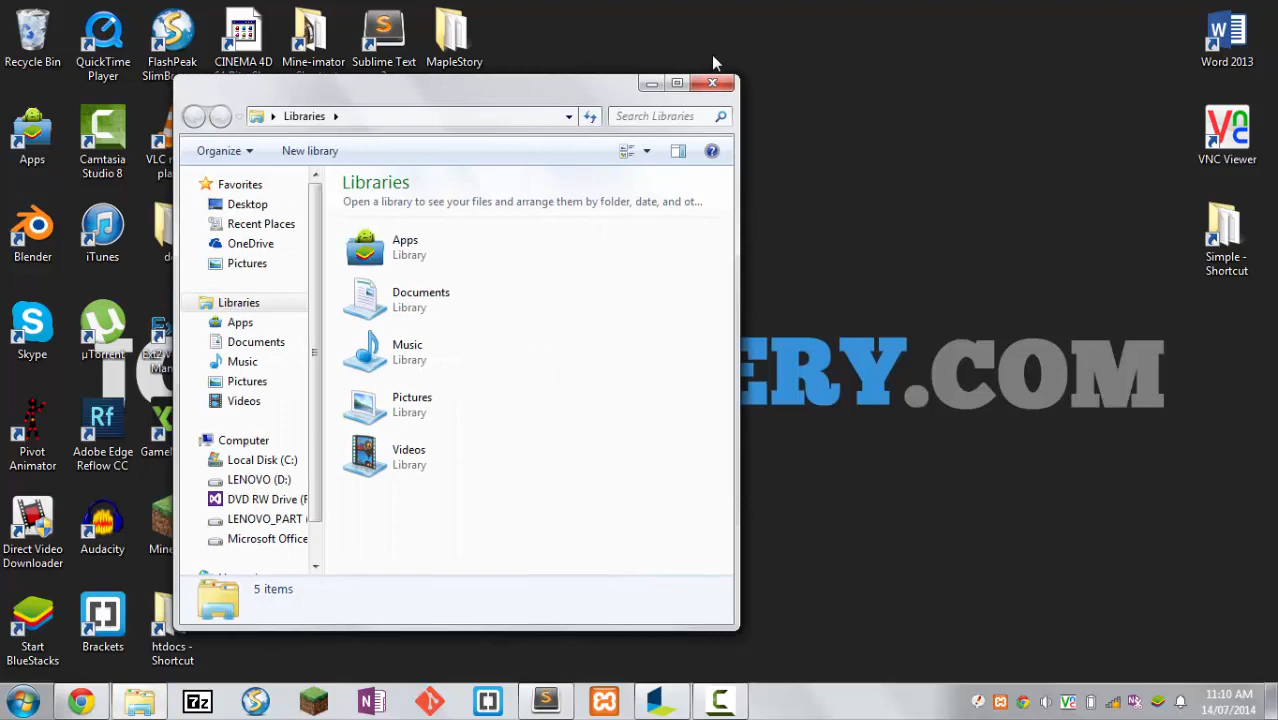 Recycle Bin
QuickTime Player
FlashPeak
CINEMA 4D
Mine-imator
Sublime Text
MapleStory
Word 2013
Apps
Camtasia Studio 8
VLC
VNC Viewer
Blender
iTunes
Simple - Shortcut
Skype
µTorrent
Pivot Animator
Rf
Adobe Edge Reflow CC
Direct Video Downloader
Audacity
Start BlueStacks
Brackets
htdocs - Shortcut
ERY.COM
Libraries
Search Libraries
Organize
New library
Favorites
Desktop
Recent Places
OneDrive
Pictures
Libraries
Apps
Documents
Music
Pictures
Videos
Computer
Local Disk (C:)
LENOVO (D:)
DVD RW Drive (F
LENOVO_PART (
Microsoft Office
Libraries
Open a library to see your files and arrange them by folder, date, and ot...
Apps
Library
Documents
Library
Music
Library
Pictures
Library
Videos
Library
5 items
7z
11:10 AM
14/07/2014